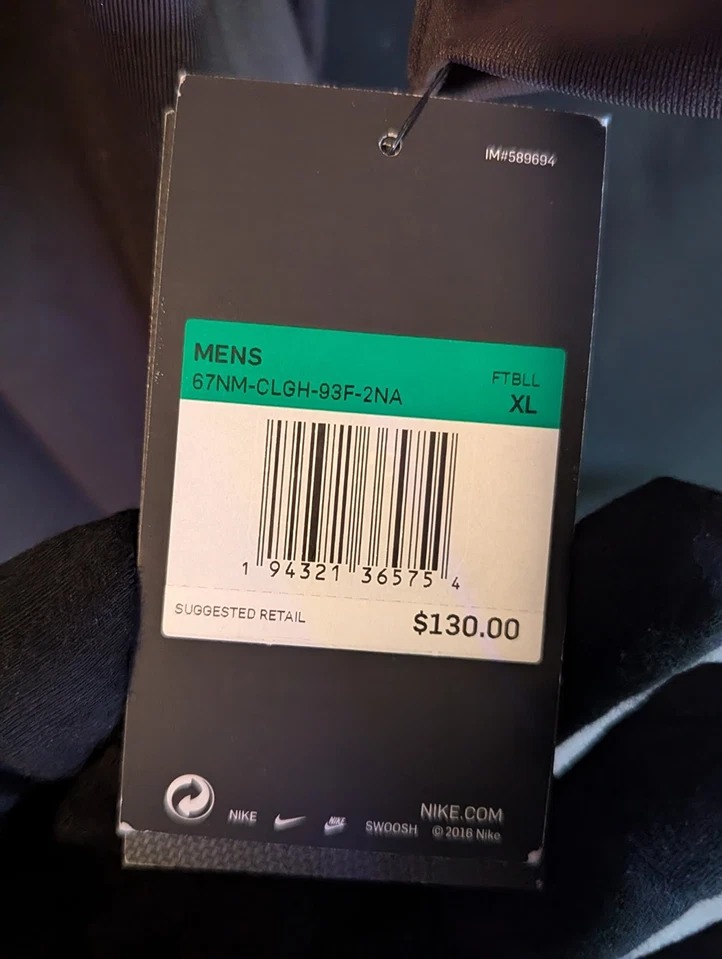 IM#589694
MENS
67NM-CLGH-93F-2NA
FTBLL
XL
1 94321 36575 4
SUGGESTED RETAIL
$130.00
NIKE.COM
NIKE NIKE SWOOSH © 2016 Nike